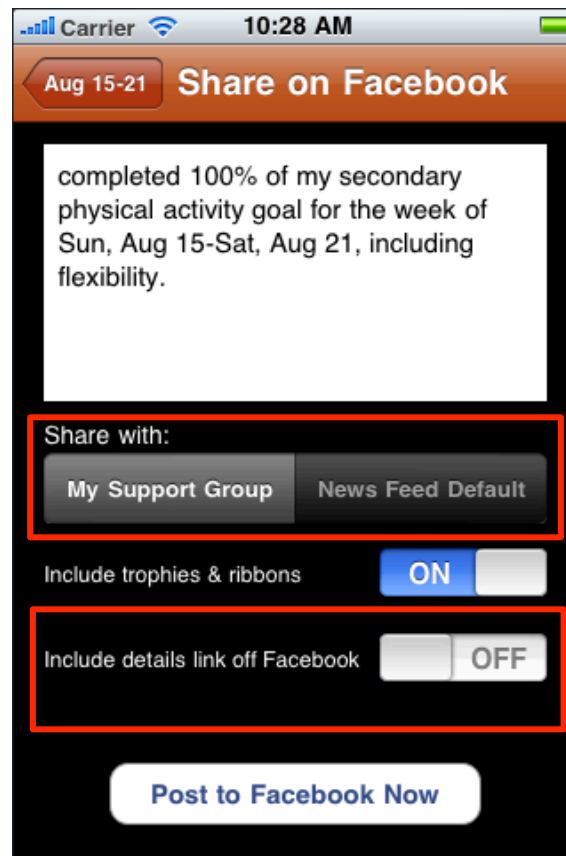 Carrier 10:28 AM
Aug 15-21 Share on Facebook
completed 100% of my secondary
physical activity goal for the week of
Sun, Aug 15-Sat, Aug 21, including
flexibility.
Share with:
My Support Group News Feed Default
Include trophies & ribbons ON
Include details link off Facebook OFF
Post to Facebook Now